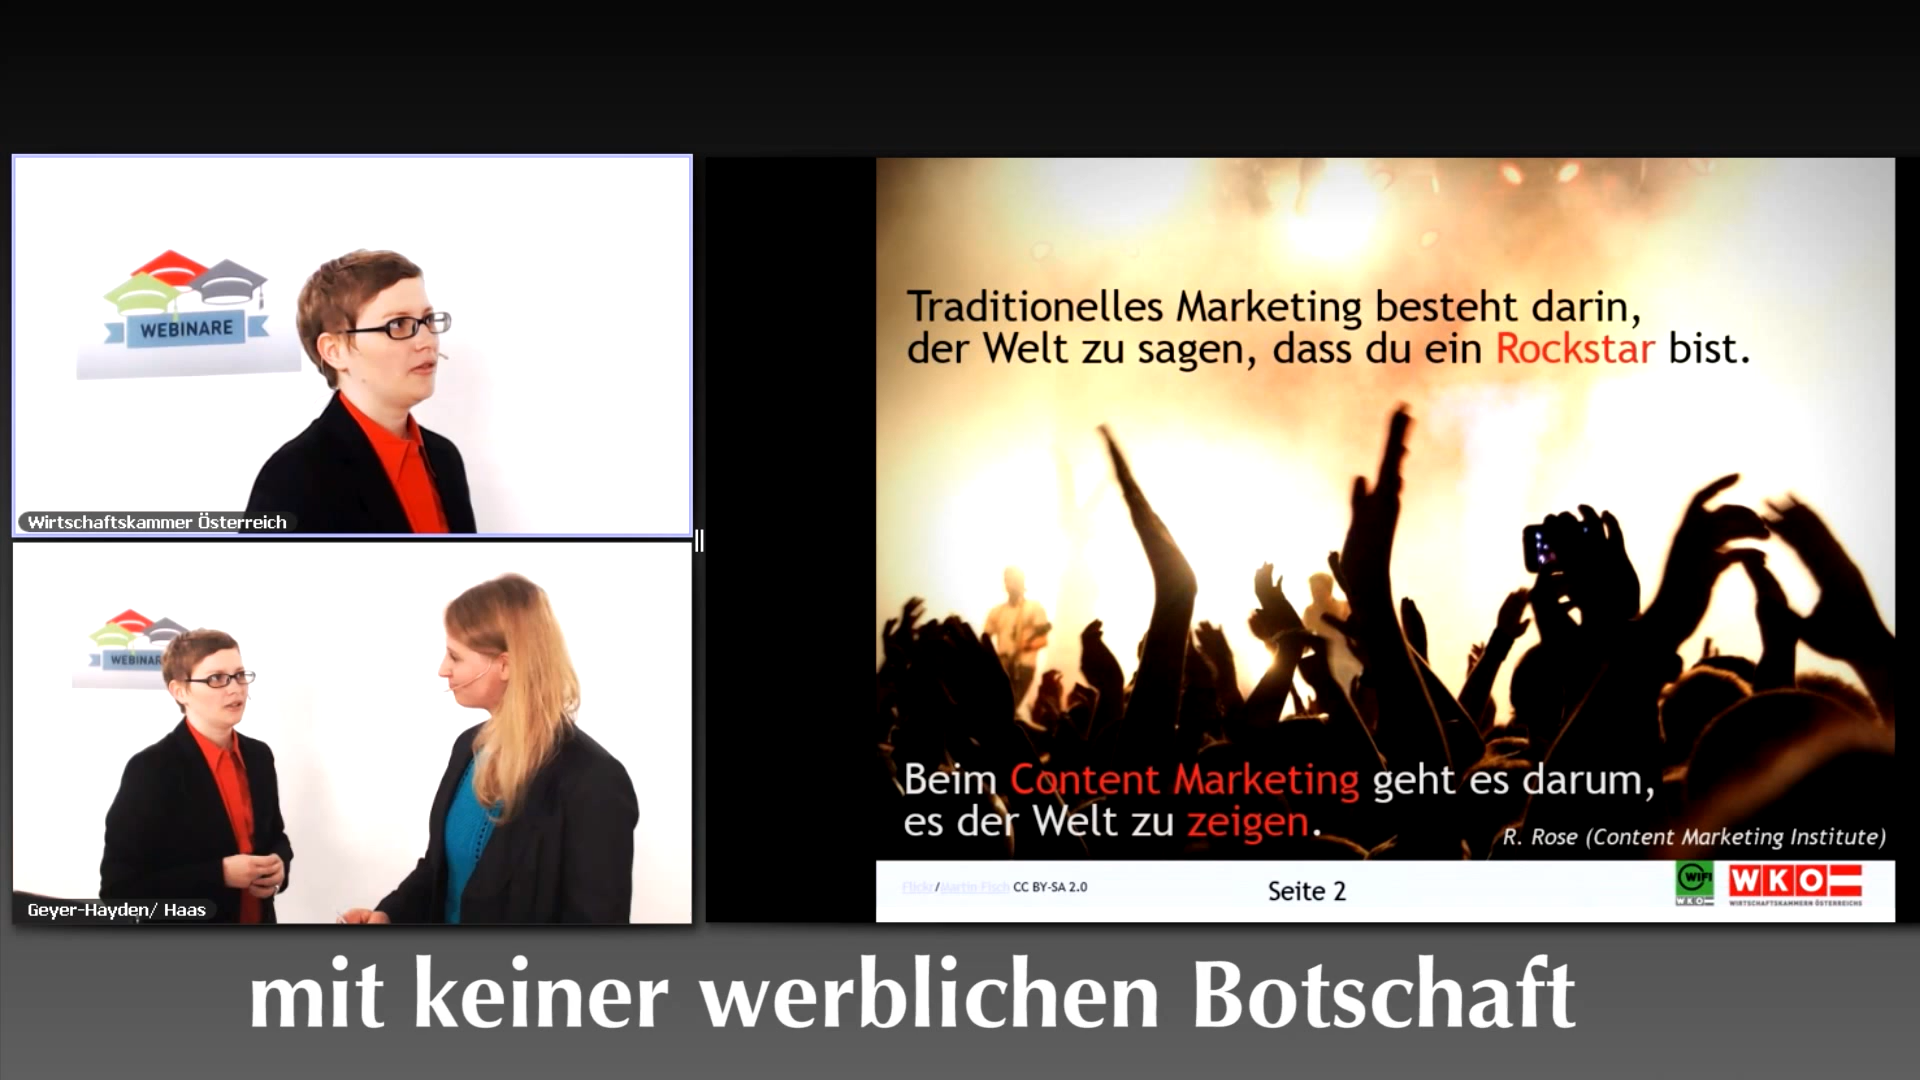 WEBINARE
Wirtschaftskammer Österreich
WEBINAR
Geyer-Hayden/ Haas
Traditionelles Marketing besteht darin,
der Welt zu sagen, dass du ein Rockstar bist.
Beim Content Marketing geht es darum,
es der Welt zu zeigen.
R. Rose (Content Marketing Institute)
Flickr/Martin Fisch CC BY-SA 2.0
Seite 2
WIFI
WKO
WKO
WIRTSCHAFTSKAMMERN ÖSTERREICHS
mit keiner werblichen Botschaft